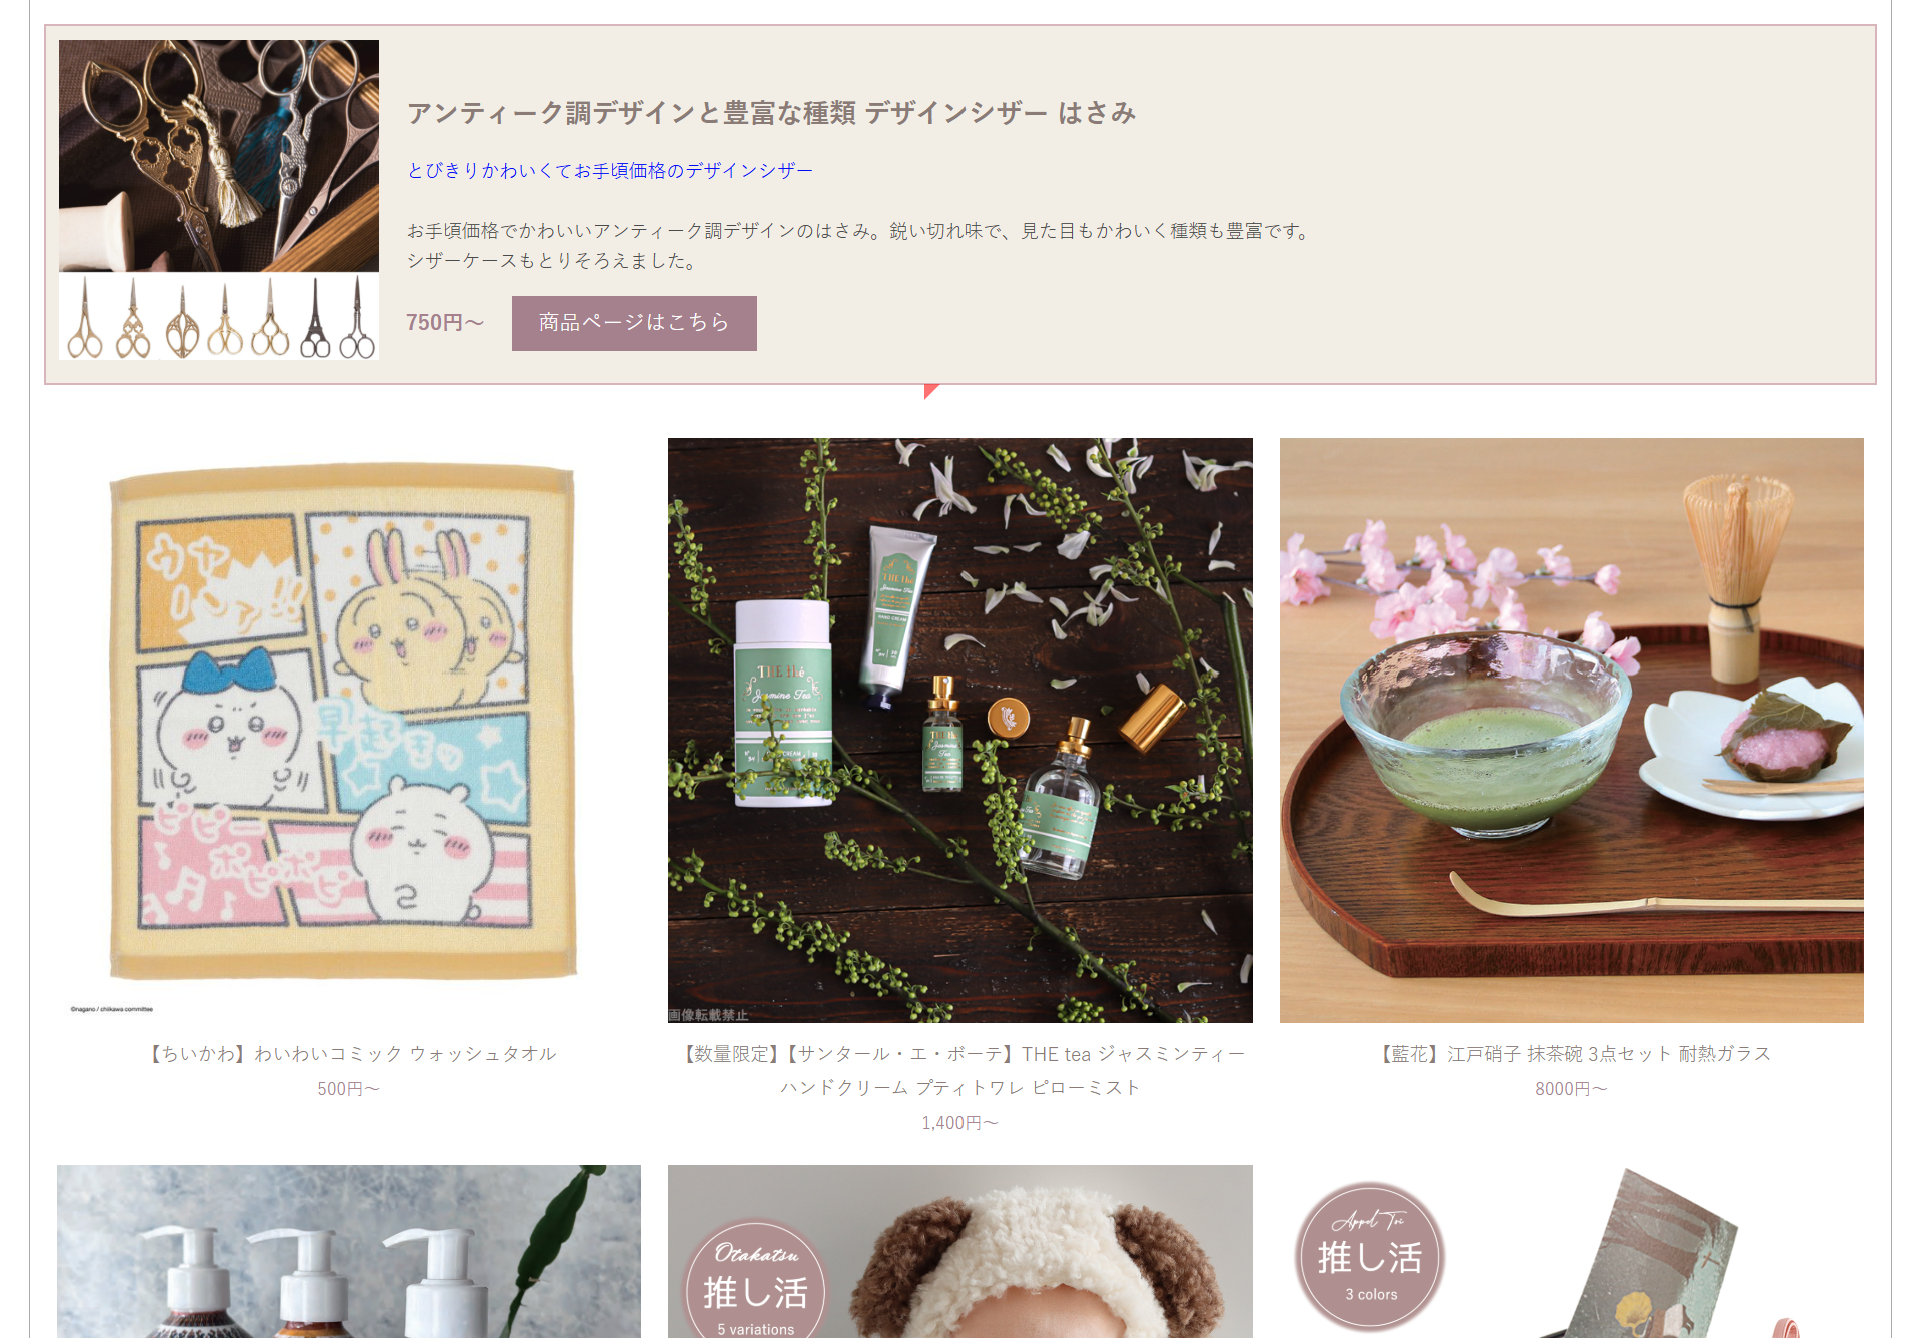 アンティーク調デザインと豊富な種類 デザインシザー はさみ
とびきりかわいくてお手頃価格のデザインシザー
お手頃価格でかわいいアンティーク調デザインのはさみ。鋭い切れ味で、見た目もかわいく種類も豊富です。
シザーケースもとりそろえました。
750円～
商品ページはこちら
ウヤ
ハァ!!
早起き
ピピー
ポピポピ
©nagano / chiikawa committee
THE thé
Jasmine Tea
HAND CREAM
THE thé
Jasmine Tea
CREAM
THE thé
Jasmine Tea
画像転載禁止
【ちいかわ】わいわいコミック ウォッシュタオル
500円～
【数量限定】【サンタール・エ・ボーテ】THE tea ジャスミンティー
ハンドクリーム プティトワレ ピローミスト
1,400円～
【藍花】江戸硝子 抹茶碗 3点セット 耐熱ガラス
8000円～
Otakatsu
推し活
5 variations
Appel Toi
推し活
3 colors